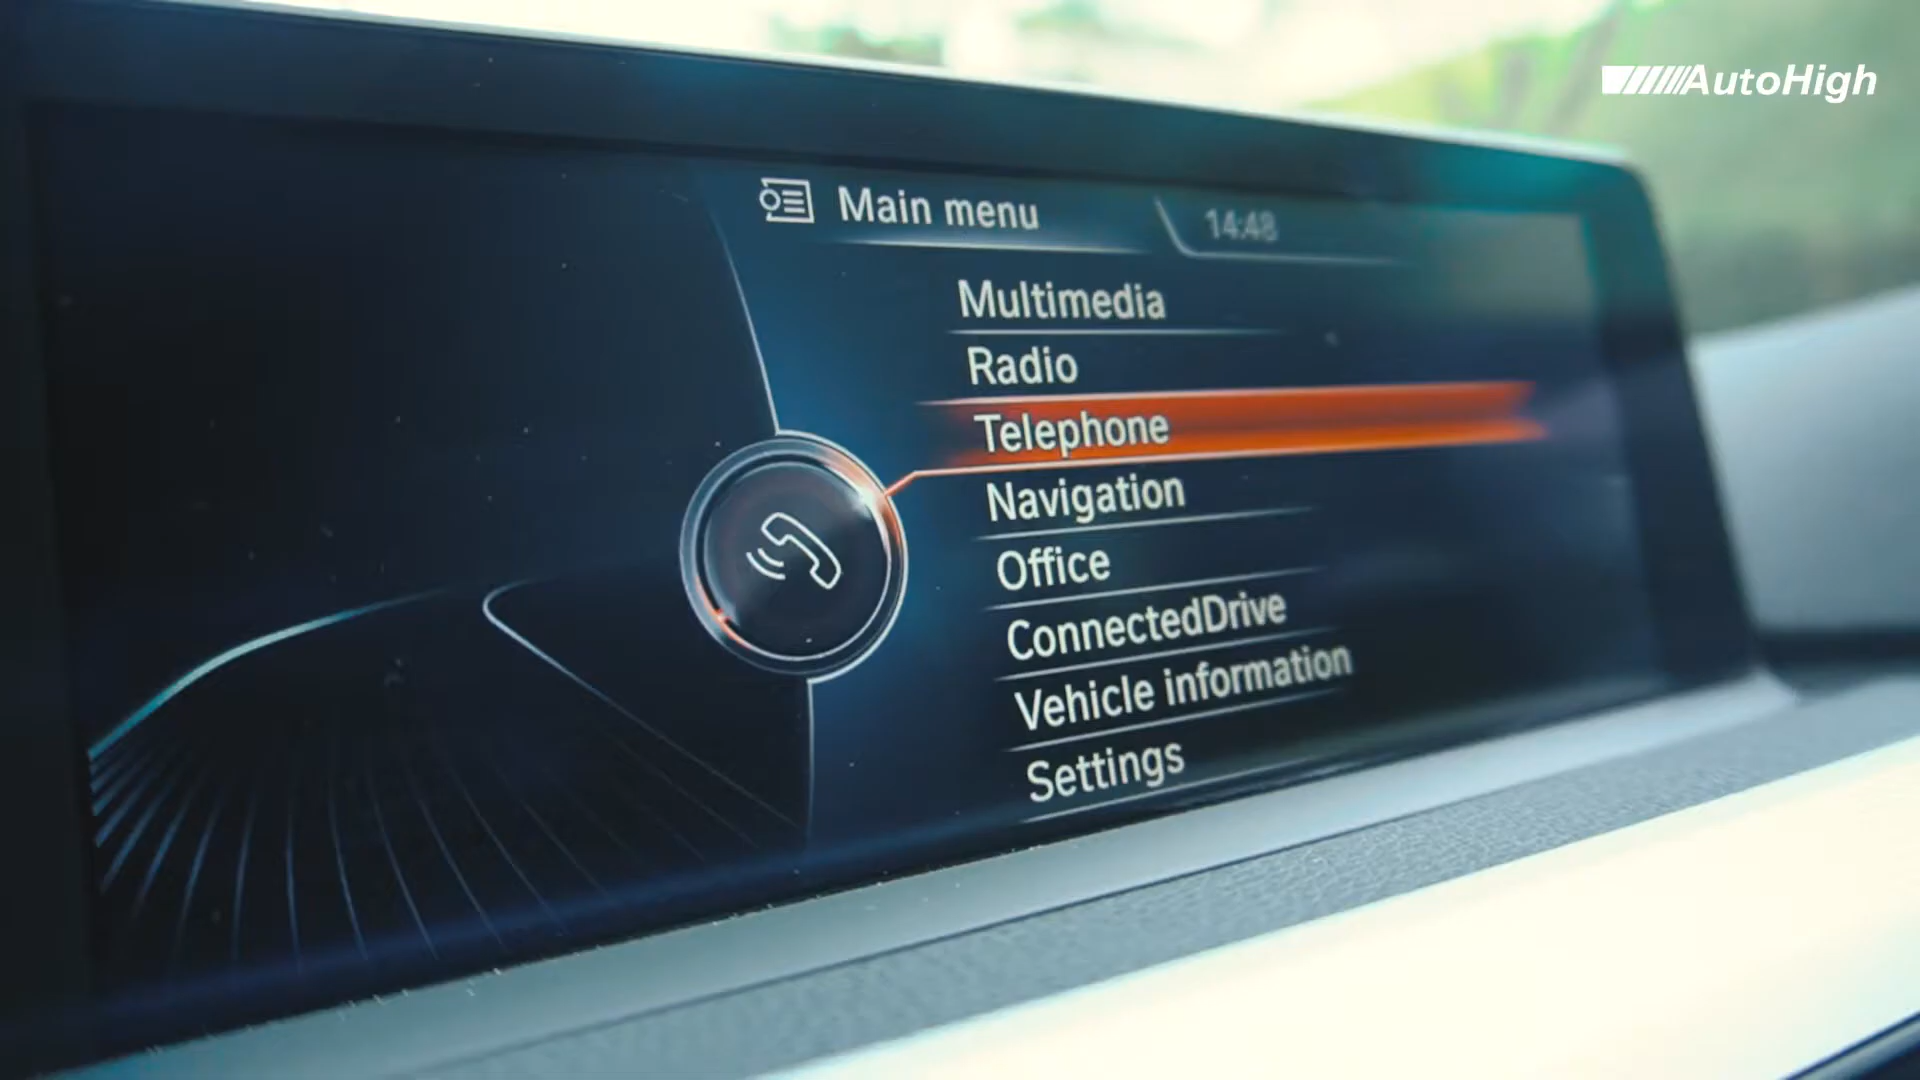 AutoHigh
Main menu
14:48
Multimedia
Radio
Telephone
Navigation
Office
ConnectedDrive
Vehicle information
Settings